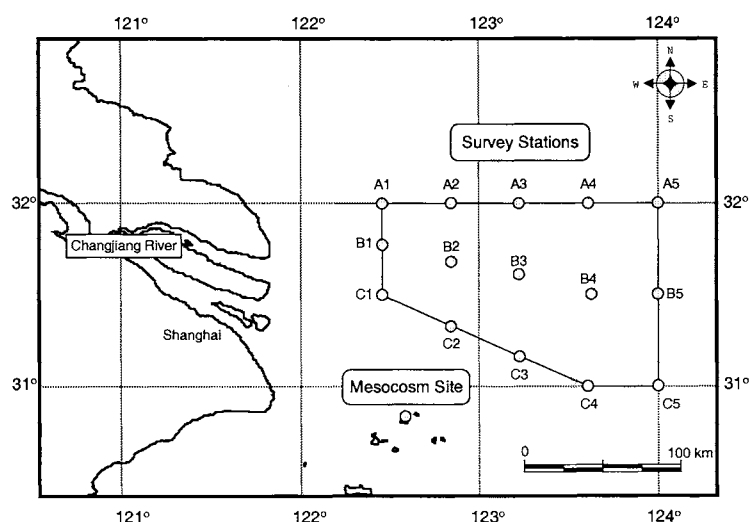 121° 122° 123° 124°
N
W E
S
Survey Stations
A1 A2 A3 A4 A5
32° 32°
B1 B2 B3 B4 B5
Changjiang River
C1
Shanghai
C2
C3
31° 31°
Mesocosm Site
C4 C5
0 100 km
121° 122° 123° 124°